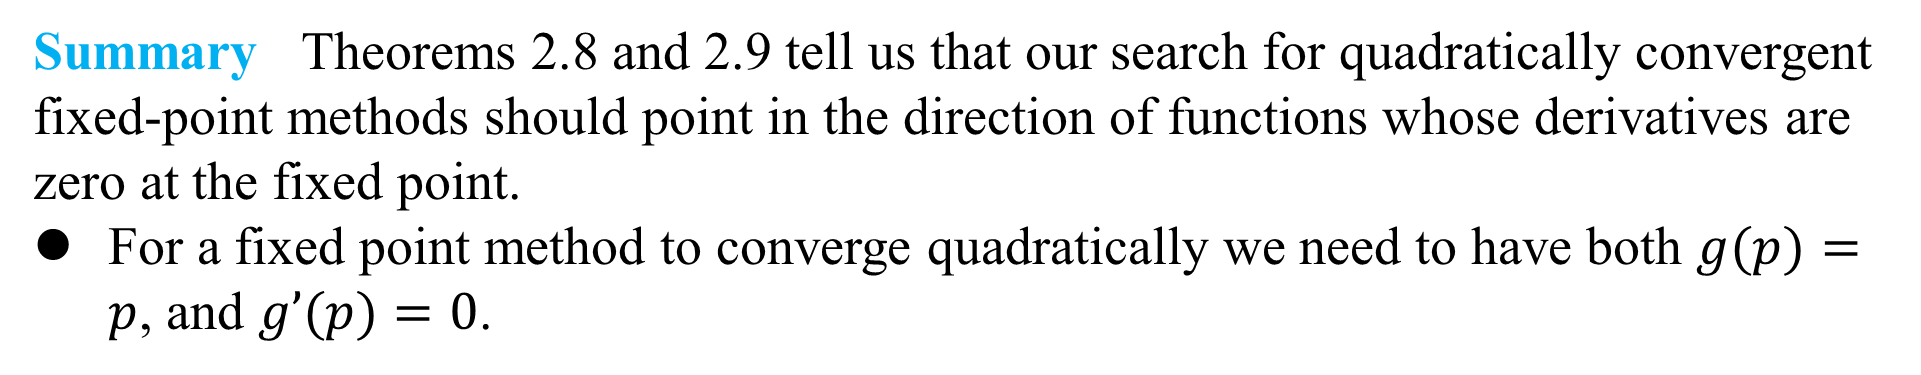 Summary Theorems 2.8 and 2.9 tell us that our search for quadratically convergent
fixed-point methods should point in the direction of functions whose derivatives are
zero at the fixed point.
● For a fixed point method to converge quadratically we need to have both g(p) =
p, and g’(p) = 0.